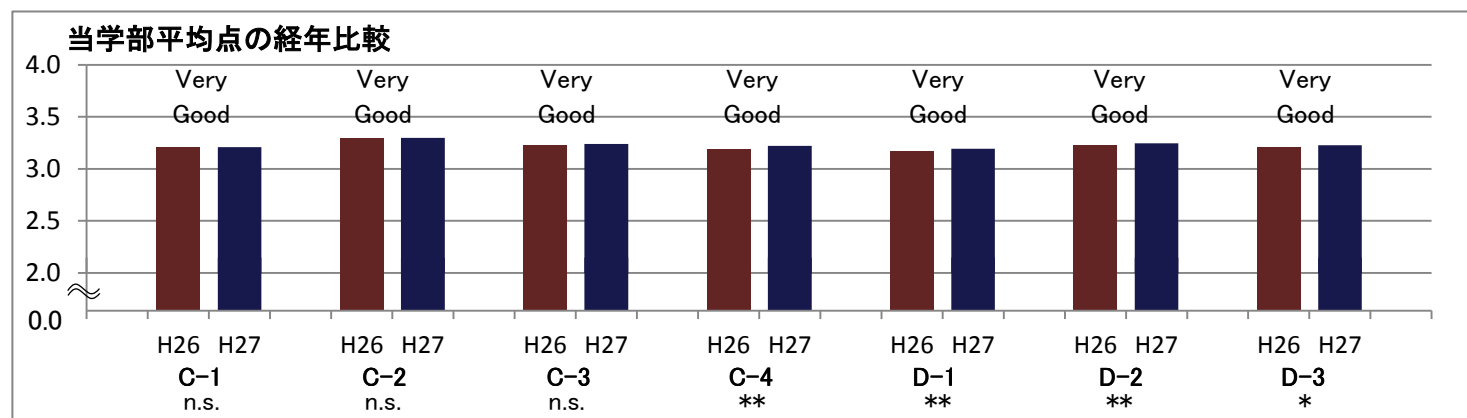 当学部平均点の経年比較
4.0
3.5
3.0
2.5
2.0
0.0
Very Good
Very Good
Very Good
Very Good
Very Good
Very Good
Very Good
H26 H27 H26 H27 H26 H27 H26 H27 H26 H27 H26 H27 H26 H27
C-1 C-2 C-3 C-4 D-1 D-2 D-3
n.s. n.s. n.s. ** ** ** *